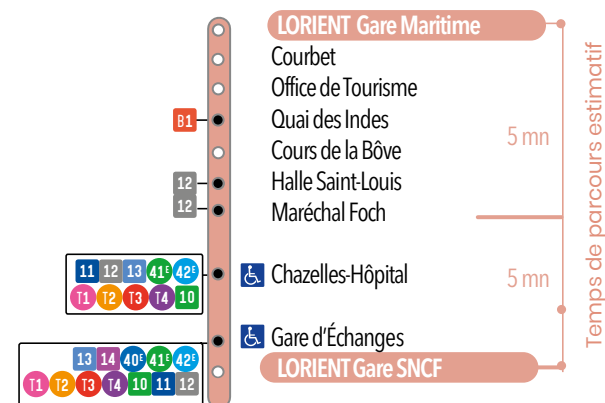 LORIENT Gare Maritime
Courbet
Office de Tourisme
B1 Quai des Indes
5 mn
Cours de la Bôve
12 Halle Saint-Louis
12 Maréchal Foch
11 12 13 41E 42E
Chazelles-Hôpital
5 mn
T1 T2 T3 T4 10
Gare d'Échanges
13 14 40E 41E 42E
LORIENT Gare SNCF
T1 T2 T3 T4 10 11 12
Temps de parcours estimatif